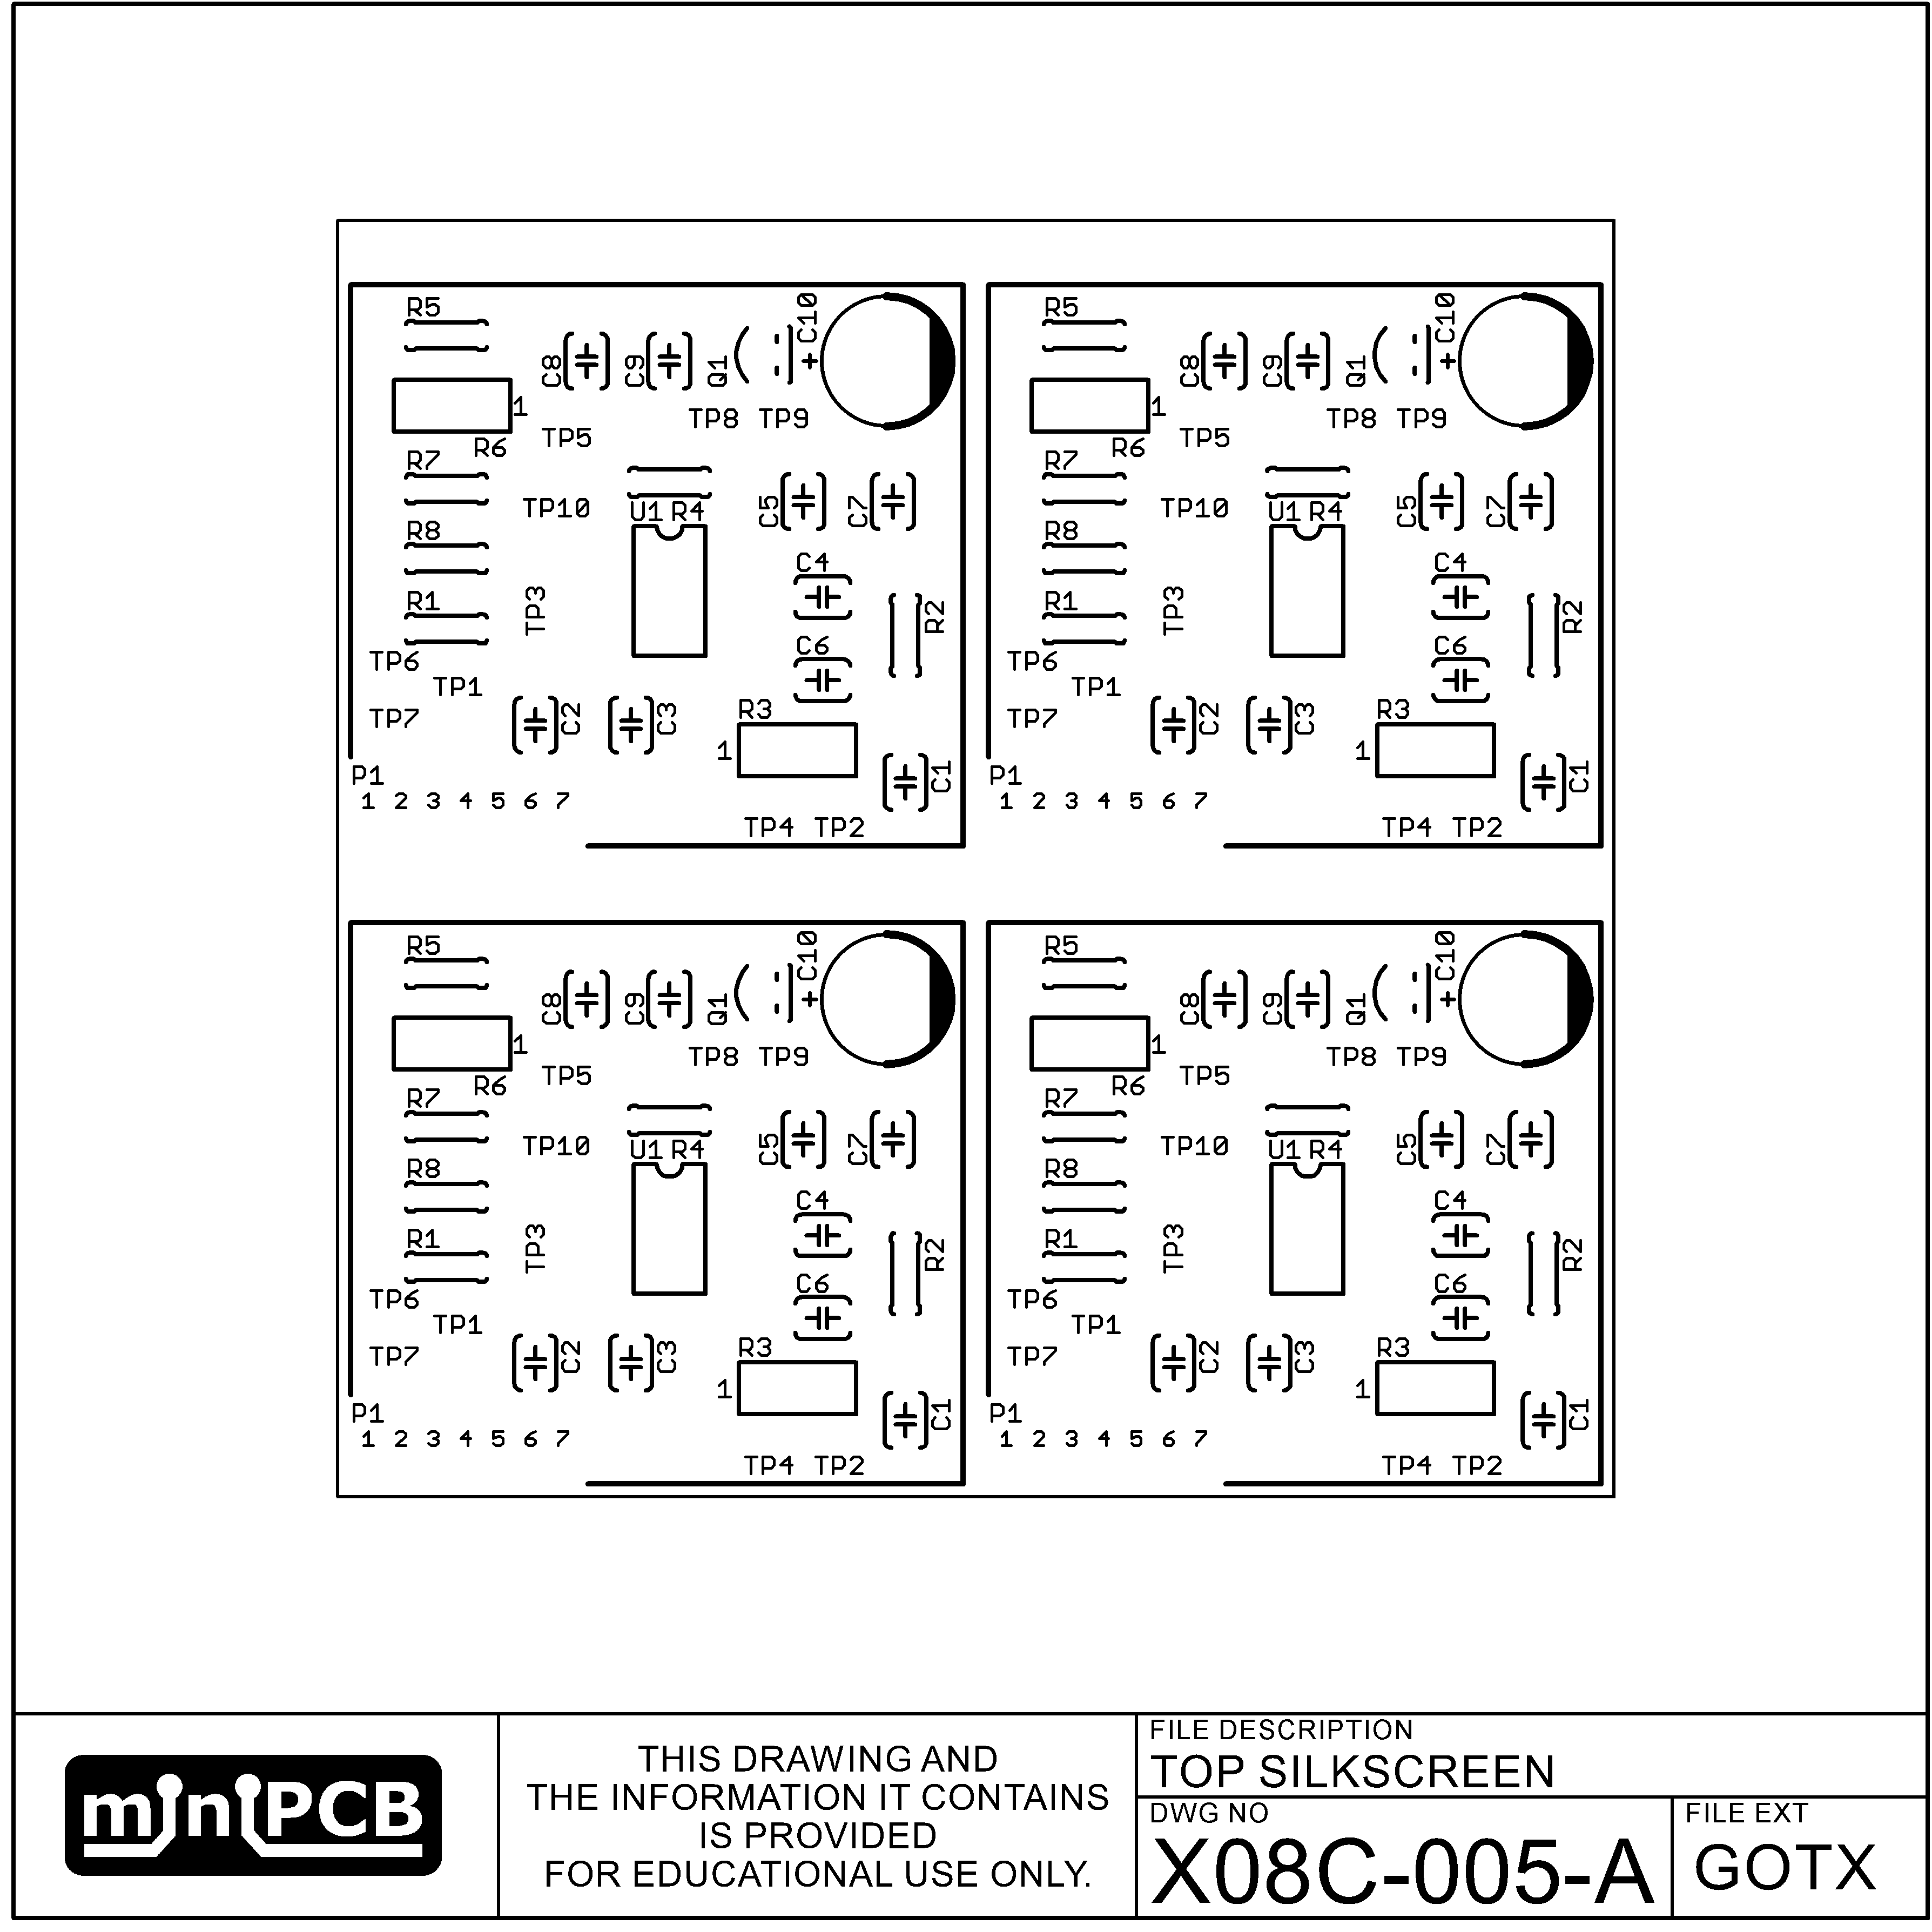 R5 C10 R5 C10
C8 C9 Q1 + C8 C9 Q1 +
1 TP8 TP9 1 TP8 TP9
R6 TP5 R6 TP5
R7 R7
TP10 U1 R4 C5 C7 TP10 U1 R4 C5 C7
R8 R8
C4 C4
R1 TP3 R2 R1 TP3 R2
TP6 C6 TP6 C6
TP1 TP1
TP7 C2 C3 R3 TP7 C2 C3 R3
1 1
P1 C1 P1 C1
1 2 3 4 5 6 7 1 2 3 4 5 6 7
TP4 TP2 TP4 TP2
R5 C10 R5 C10
C8 C9 Q1 + C8 C9 Q1 +
1 TP8 TP9 1 TP8 TP9
R6 TP5 R6 TP5
R7 R7
TP10 U1 R4 C5 C7 TP10 U1 R4 C5 C7
R8 R8
C4 C4
R1 TP3 R2 R1 TP3 R2
TP6 C6 TP6 C6
TP1 TP1
TP7 C2 C3 R3 TP7 C2 C3 R3
1 1
P1 C1 P1 C1
1 2 3 4 5 6 7 1 2 3 4 5 6 7
TP4 TP2 TP4 TP2
miniPCB
THIS DRAWING AND
THE INFORMATION IT CONTAINS
IS PROVIDED
FOR EDUCATIONAL USE ONLY.
FILE DESCRIPTION
TOP SILKSCREEN
DWG NO
X08C-005-A
FILE EXT
GOTX